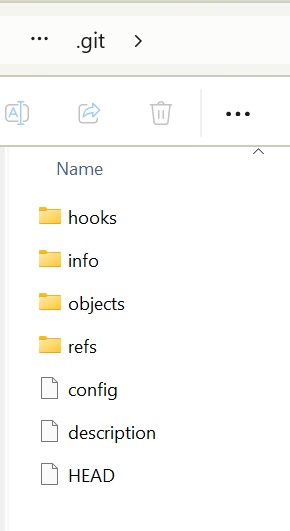 ... .git
Name
hooks
info
objects
refs
config
description
HEAD